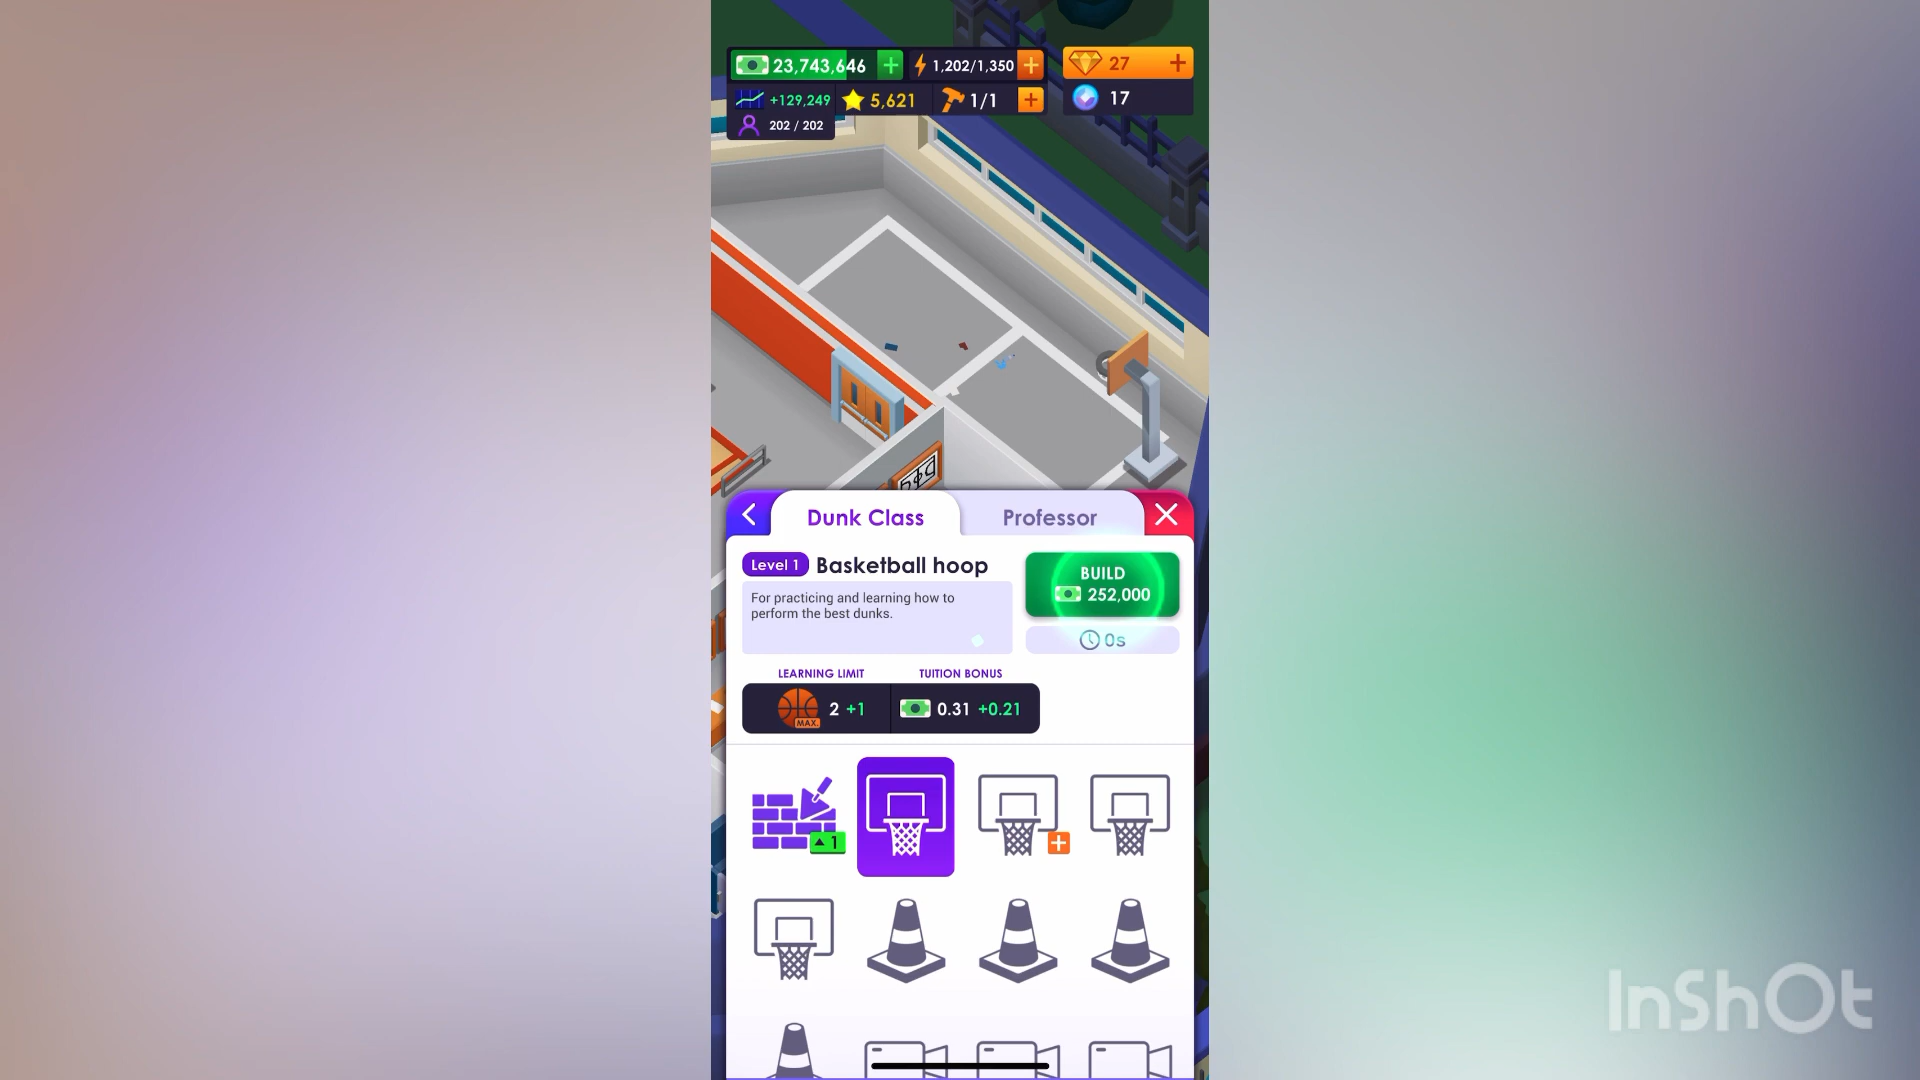 23,743,646
1,202/1,350
27
+129,249
5,621
1/1
17
202 / 202
Dunk Class
Professor
Level 1
Basketball hoop
BUILD
252,000
For practicing and learning how to
perform the best dunks.
0s
LEARNING LIMIT
TUITION BONUS
MAX.
2 +1
0.31 +0.21
1
InShOt